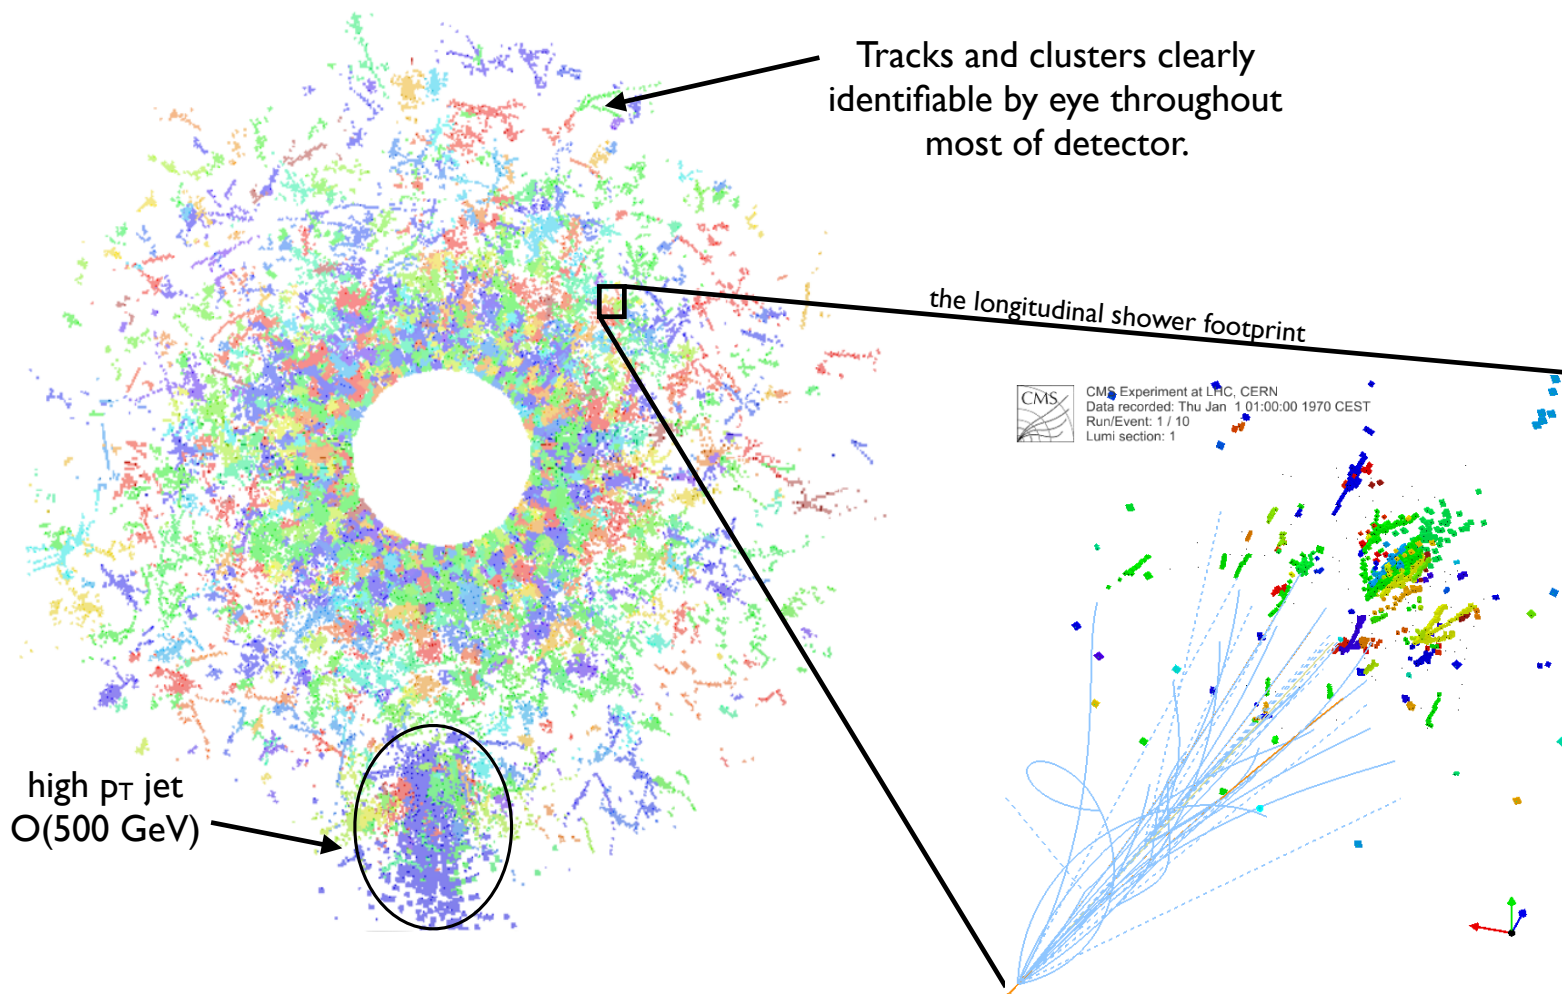 Tracks and clusters clearly
identifiable by eye throughout
most of detector.
the longitudinal shower footprint
CMS
CMS Experiment at LHC, CERN
Data recorded: Thu Jan 1 01:00:00 1970 CEST
Run/Event: 1 / 10
Lumi section: 1
high pT jet
O(500 GeV)